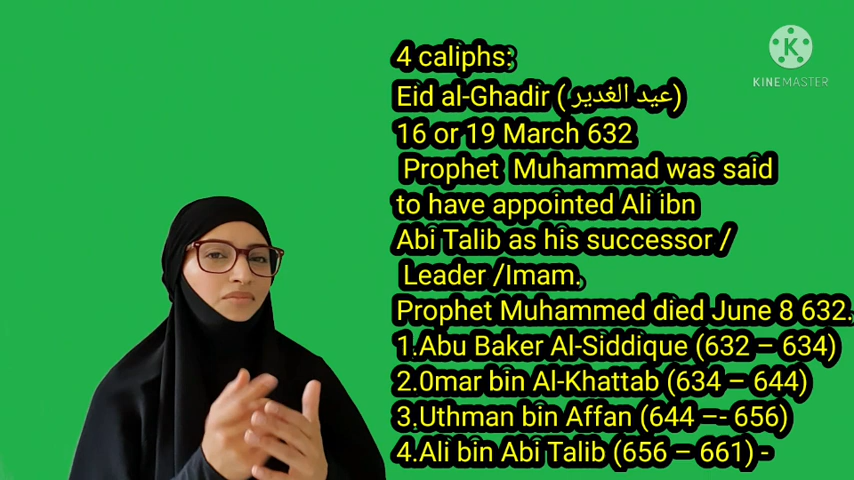 4 caliphs:
Eid al-Ghadir ( عيد الغدير)
16 or 19 March 632
Prophet Muhammad was said
to have appointed Ali ibn
Abi Talib as his successor /
Leader /Imam.
Prophet Muhammed died June 8 632.
1.Abu Baker Al-Siddique (632 – 634)
2.0mar bin Al-Khattab (634 – 644)
3.Uthman bin Affan (644 –- 656)
4.Ali bin Abi Talib (656 – 661) -
K
KINEMASTER